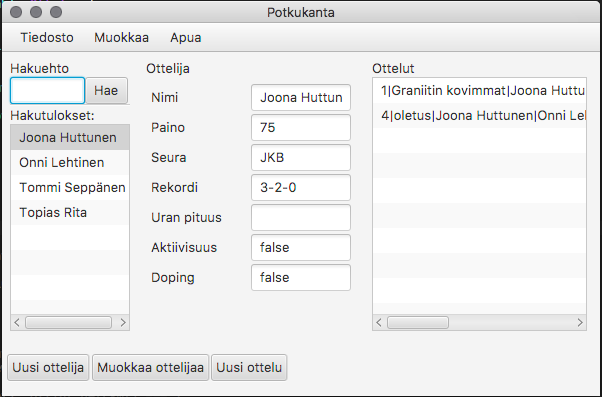 Potkukanta
Tiedosto Muokkaa Apua
Hakuehto
Hae
Hakutulokset:
Joona Huttunen
Onni Lehtinen
Tommi Seppänen
Topias Rita
Ottelija
Nimi Joona Huttun
Paino 75
Seura JKB
Rekordi 3-2-0
Uran pituus
Aktiivisuus false
Doping false
Ottelut
1|Graniitin kovimmat|Joona Huttu
4|oletus|Joona Huttunen|Onni Le
Uusi ottelija Muokkaa ottelijaa Uusi ottelu